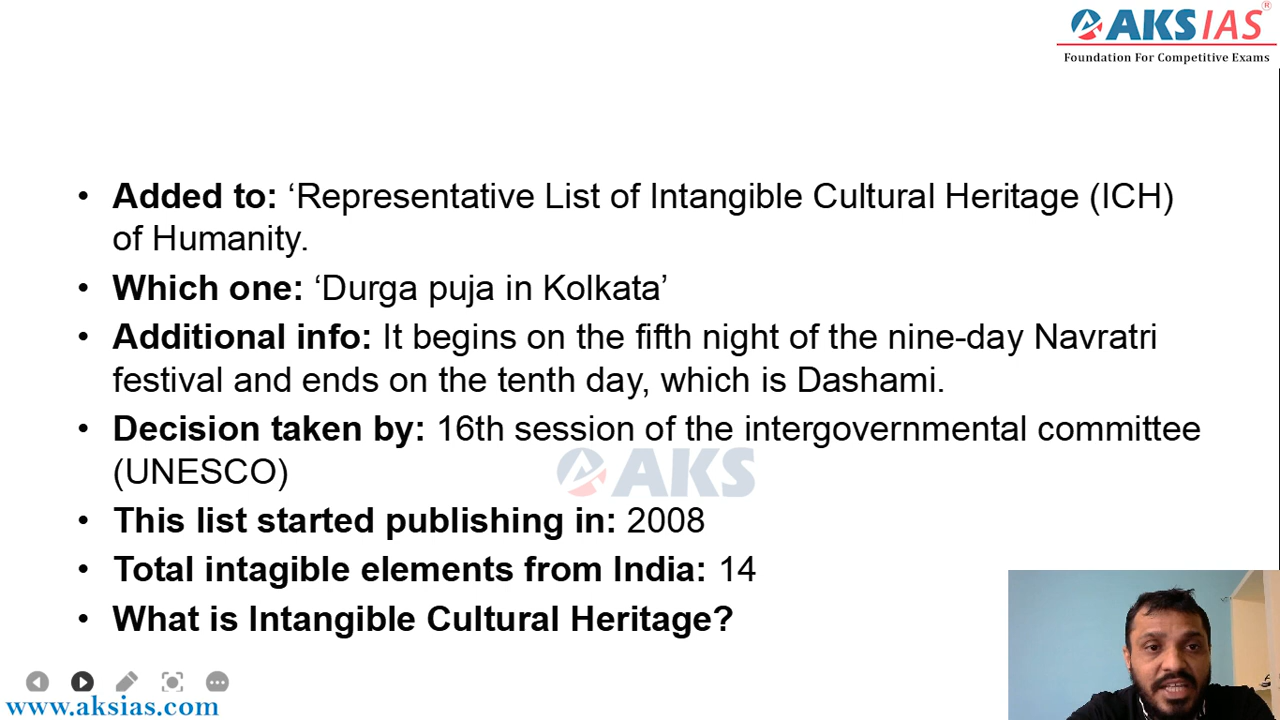 AKS IAS®
Foundation For Competitive Exams
• Added to: ‘Representative List of Intangible Cultural Heritage (ICH)
of Humanity.
• Which one: ‘Durga puja in Kolkata’
• Additional info: It begins on the fifth night of the nine-day Navratri
festival and ends on the tenth day, which is Dashami.
• Decision taken by: 16th session of the intergovernmental committee
(UNESCO)
AKS
• This list started publishing in: 2008
• Total intagible elements from India: 14
• What is Intangible Cultural Heritage?
www.aksias.com